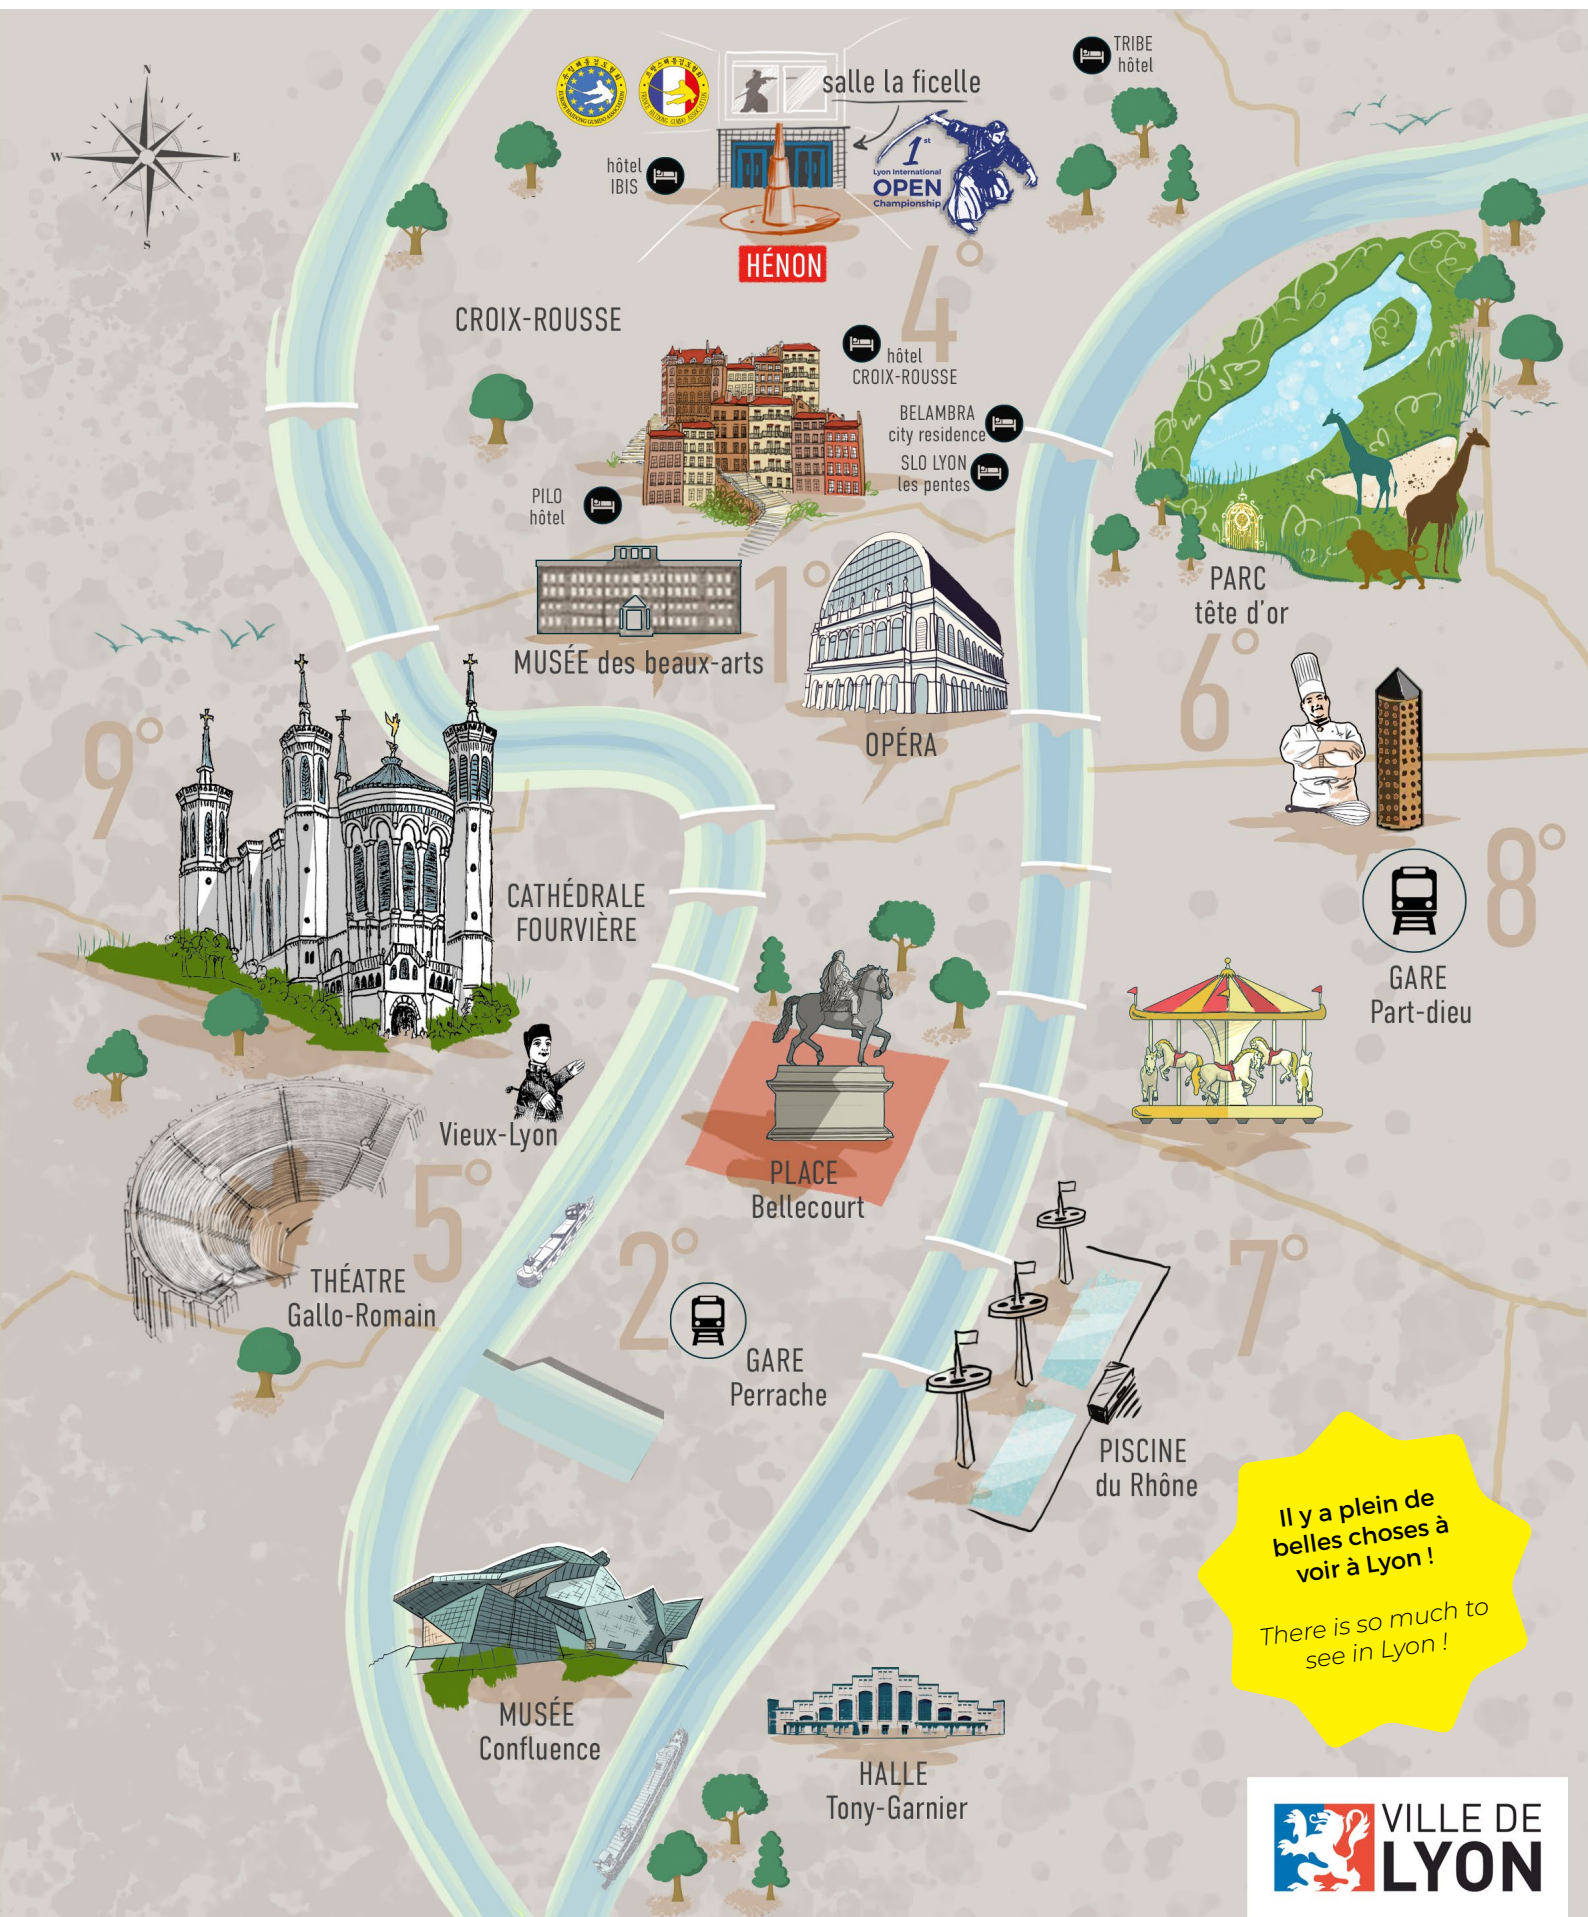 N
W
E
S
TRIBE
hôtel
salle la ficelle
hôtel
IBIS
1st
Lyon International
OPEN
Championship
HÉNON
4°
CROIX-ROUSSE
hôtel
CROIX-ROUSSE
BELAMBRA
city residence
SLO LYON
les pentes
PILO
hôtel
1°
MUSÉE des beaux-arts
OPÉRA
PARC
tête d'or
6°
9°
8°
CATHÉDRALE
FOURVIÈRE
GARE
Part-dieu
Vieux-Lyon
5°
PLACE
Bellecourt
THÉATRE
Gallo-Romain
2°
7°
GARE
Perrache
PISCINE
du Rhône
Il y a plein de
belles choses à
voir à Lyon !
There is so much to
see in Lyon !
MUSÉE
Confluence
HALLE
Tony-Garnier
VILLE DE
LYON